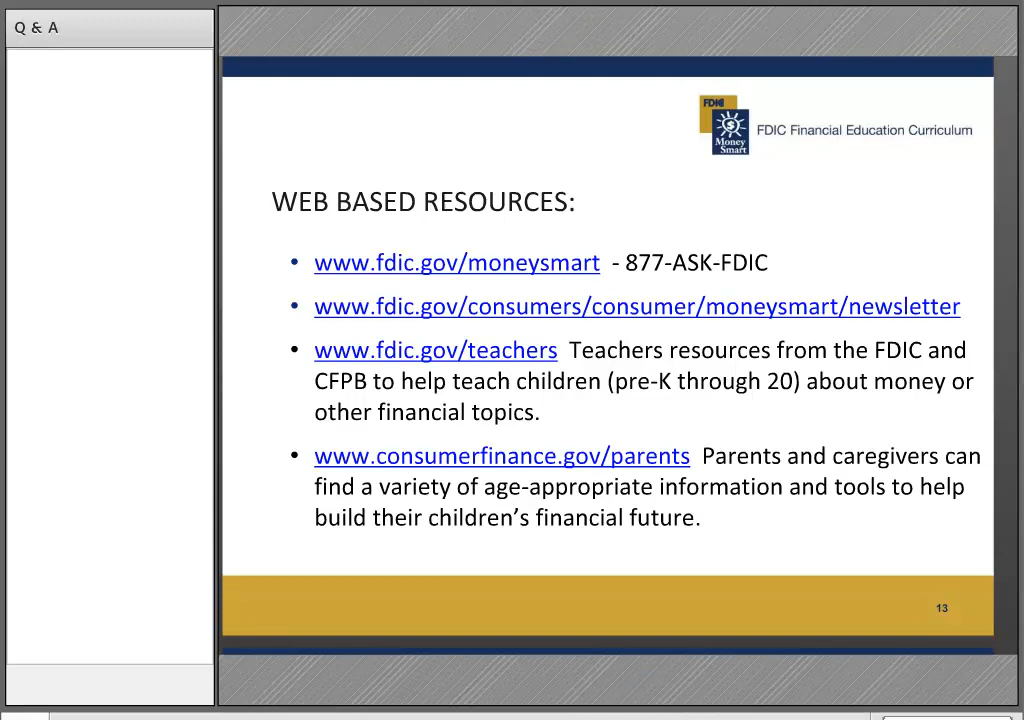 Q & A
FDIC
Money
Smart
FDIC Financial Education Curriculum
WEB BASED RESOURCES:
• www.fdic.gov/moneysmart - 877-ASK-FDIC
• www.fdic.gov/consumers/consumer/moneysmart/newsletter
• www.fdic.gov/teachers Teachers resources from the FDIC and
CFPB to help teach children (pre-K through 20) about money or
other financial topics.
• www.consumerfinance.gov/parents Parents and caregivers can
find a variety of age-appropriate information and tools to help
build their children’s financial future.
13